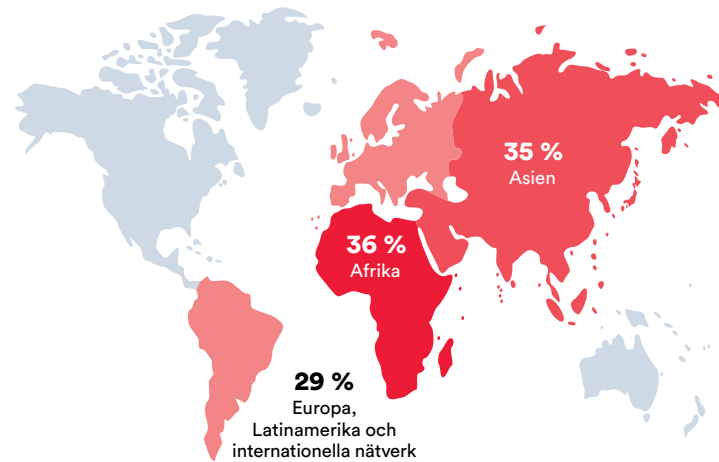 35 %
Asien
36 %
Afrika
29 %
Europa,
Latinamerika och
internationella nätverk